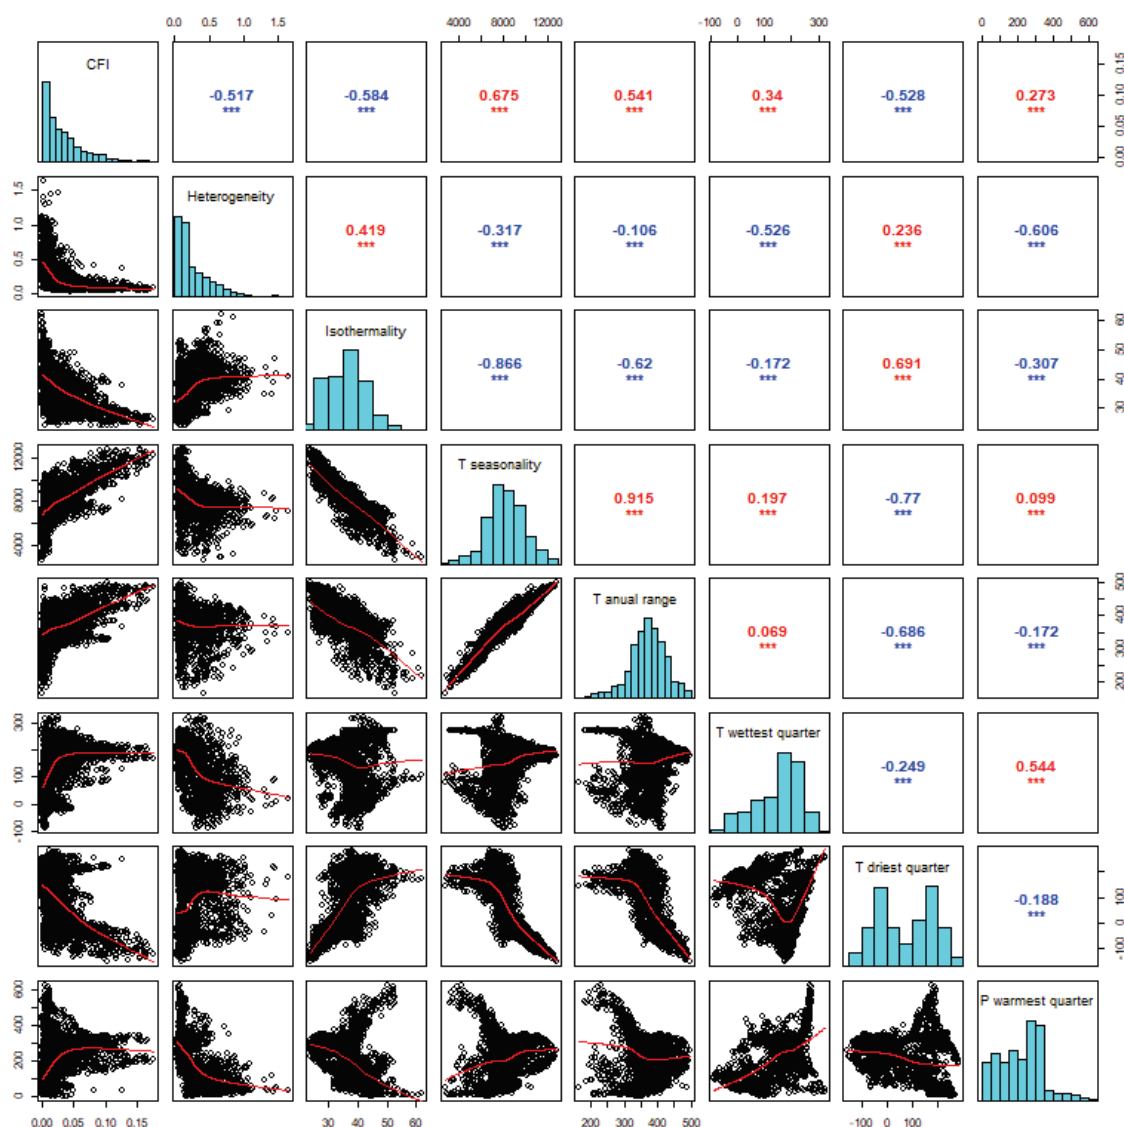 0.0 0.5 1.0 1.5 4000 8000 12000 -100 0 100 300 0 200 400 600
CFI -0.517 -0.584 0.675 0.541 0.34 -0.528 0.273
*** *** *** *** *** *** ***
0.00 0.05 0.10 0.15
Heterogeneity 0.419 -0.317 -0.106 -0.526 0.236 -0.606
*** *** *** *** *** ***
0.0 0.5 1.0 1.5
Isothermality -0.866 -0.62 -0.172 0.691 -0.307
*** *** *** *** ***
30 40 50 60
T seasonality 0.915 0.197 -0.77 0.099
*** *** *** ***
4000 8000 12000
T anual range 0.069 -0.686 -0.172
*** *** ***
200 300 400 500
T wettest quarter -0.249 0.544
*** ***
-100 0 100 300
T driest quarter -0.188
***
-100 0 100
P warmest quarter
0 200 400 600
0.00 0.05 0.10 0.15 30 40 50 60 200 300 400 500 -100 0 100